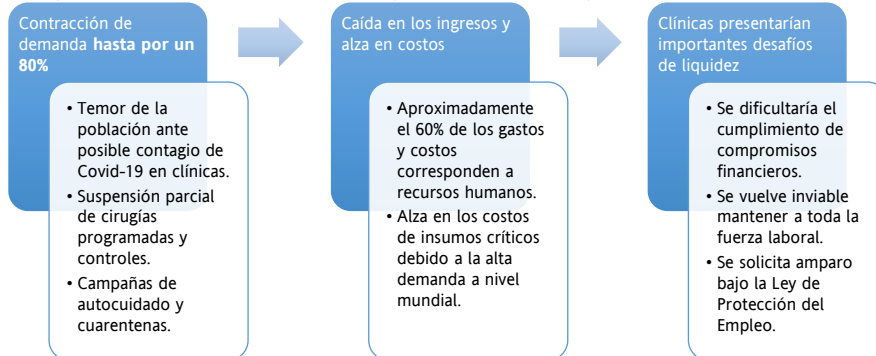 Contracción de
demanda hasta por un
80%
• Temor de la
población ante
posible contagio de
Covid-19 en clínicas.
• Suspensión parcial
de cirugías
programadas y
controles.
• Campañas de
autocuidado y
cuarentenas.
Caída en los ingresos y
alza en costos
• Aproximadamente
el 60% de los gastos
y costos
corresponden a
recursos humanos.
• Alza en los costos
de insumos críticos
debido a la alta
demanda a nivel
mundial.
Clínicas presentarían
importantes desafíos
de liquidez
• Se dificultaría el
cumplimiento de
compromisos
financieros.
• Se vuelve inviable
mantener a toda la
fuerza laboral.
• Se solicita amparo
bajo la Ley de
Protección del
Empleo.